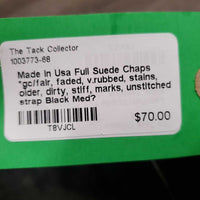 The Tack Collector
1003773-68
Made In Usa Full Suede Chaps
*gc/fair, faded, v.rubbed, stains,
older, dirty, stiff, marks, unstitched
strap Black Med?
$70.00
T8VJCL